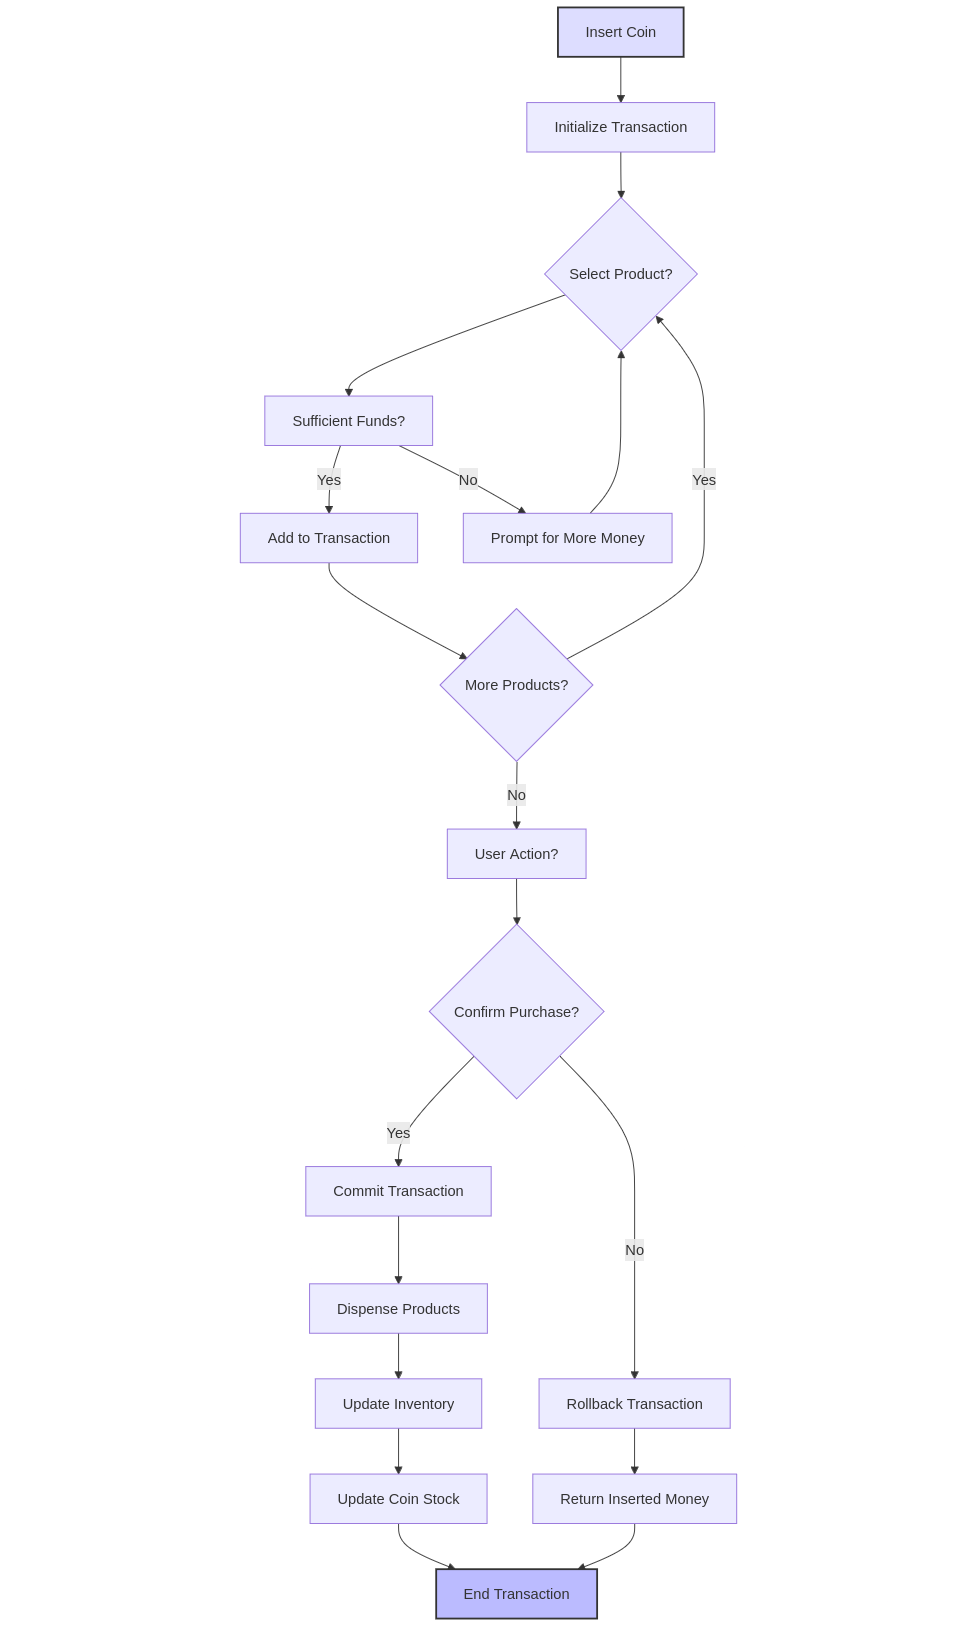 Insert Coin
Initialize Transaction
Select Product?
Sufficient Funds?
Yes
No
Yes
Add to Transaction
Prompt for More Money
More Products?
No
User Action?
Confirm Purchase?
Yes
Commit Transaction
No
Dispense Products
Update Inventory
Rollback Transaction
Update Coin Stock
Return Inserted Money
End Transaction